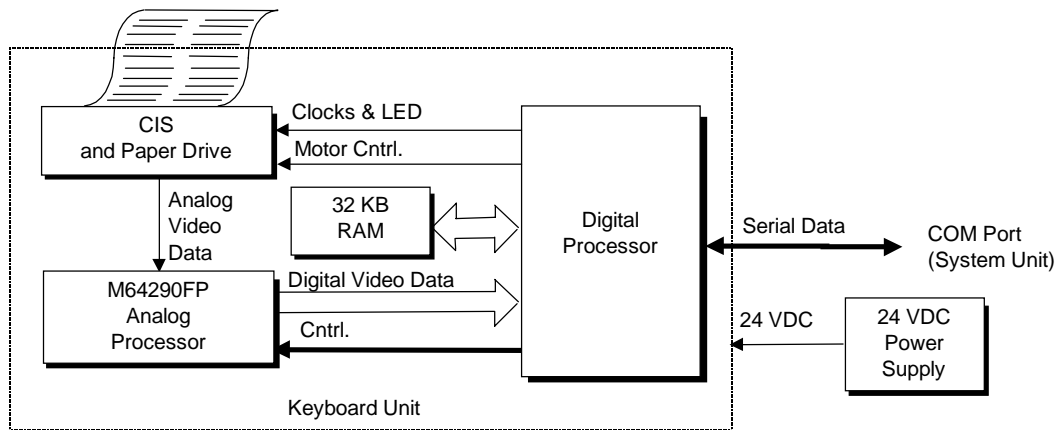 CIS
and Paper Drive
Clocks & LED
Motor Cntrl.
Analog
Video
Data
32 KB
RAM
Digital
Processor
Serial Data
COM Port
(System Unit)
M64290FP
Analog
Processor
Digital Video Data
Cntrl.
24 VDC
24 VDC
Power
Supply
Keyboard Unit